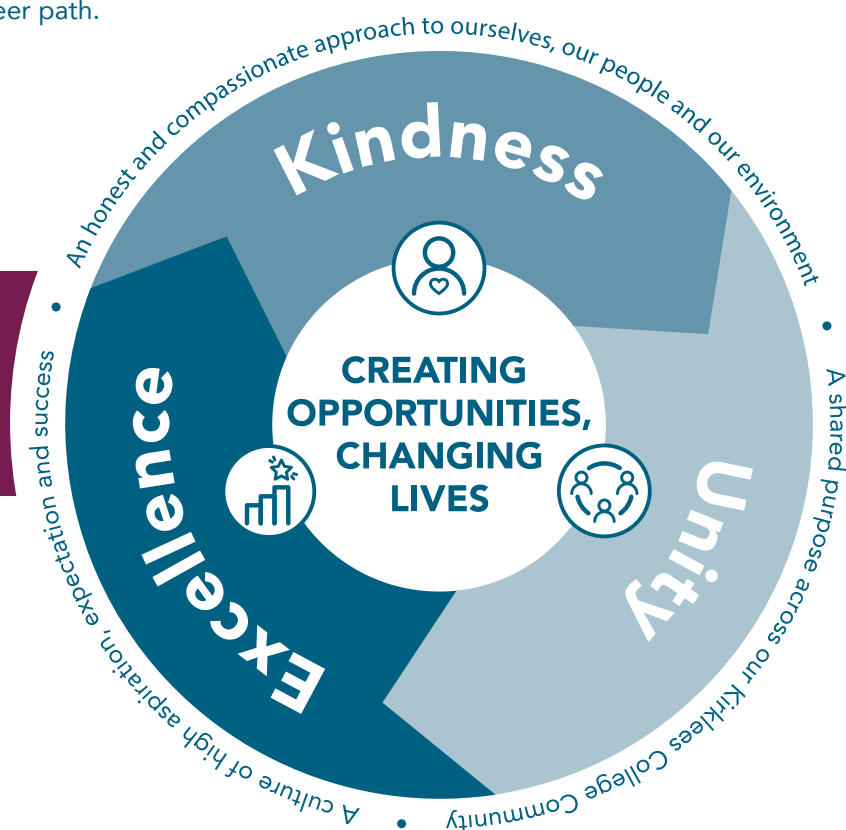 eer path.
An honest and compassionate approach to ourselves, our people and our environment
•
A shared purpose across our Kirklees College Community
•
A culture of high aspiration, expectation and success
•
Kindness
Unity
Excellence
CREATING
OPPORTUNITIES,
CHANGING
LIVES